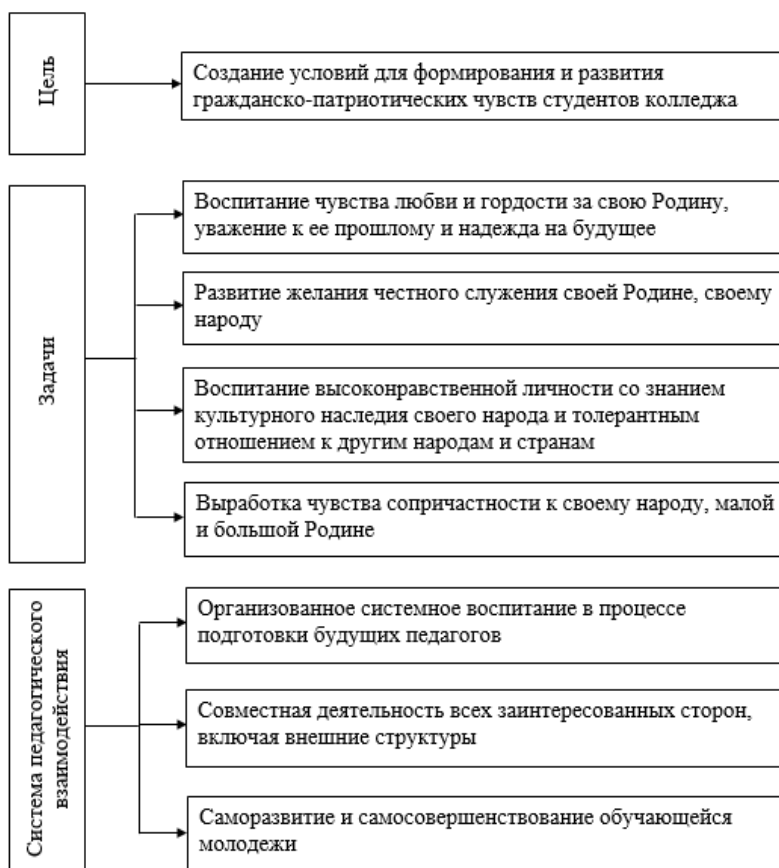 Цель
Создание условий для формирования и развития
гражданско-патриотических чувств студентов колледжа
Задачи
Воспитание чувства любви и гордости за свою Родину,
уважение к ее прошлому и надежда на будущее
Развитие желания честного служения своей Родине, своему
народу
Воспитание высоконравственной личности со знанием
культурного наследия своего народа и толерантным
отношением к другим народам и странам
Выработка чувства сопричастности к своему народу, малой
и большой Родине
Система педагогического
взаимодействия
Организованное системное воспитание в процессе
подготовки будущих педагогов
Совместная деятельность всех заинтересованных сторон,
включая внешние структуры
Саморазвитие и самосовершенствование обучающейся
молодежи